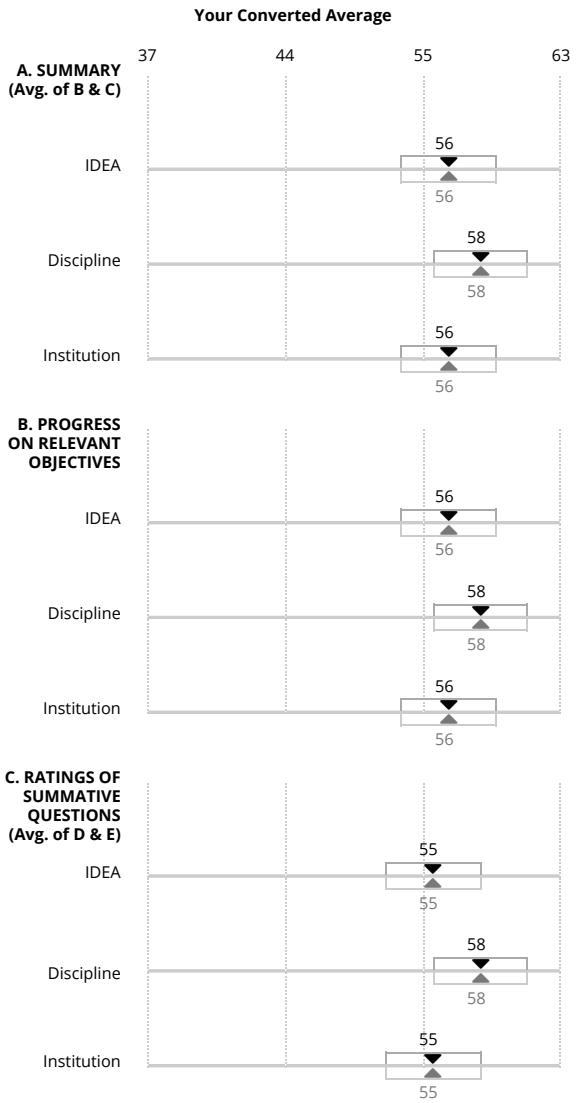 Your Converted Average
37 44 55 63
A. SUMMARY
(Avg. of B & C)
56
IDEA
56
58
Discipline
58
56
Institution
56
B. PROGRESS
ON RELEVANT
OBJECTIVES
56
IDEA
56
58
Discipline
58
56
Institution
56
C. RATINGS OF
SUMMATIVE
QUESTIONS
(Avg. of D & E)
55
IDEA
55
58
Discipline
58
55
Institution
55